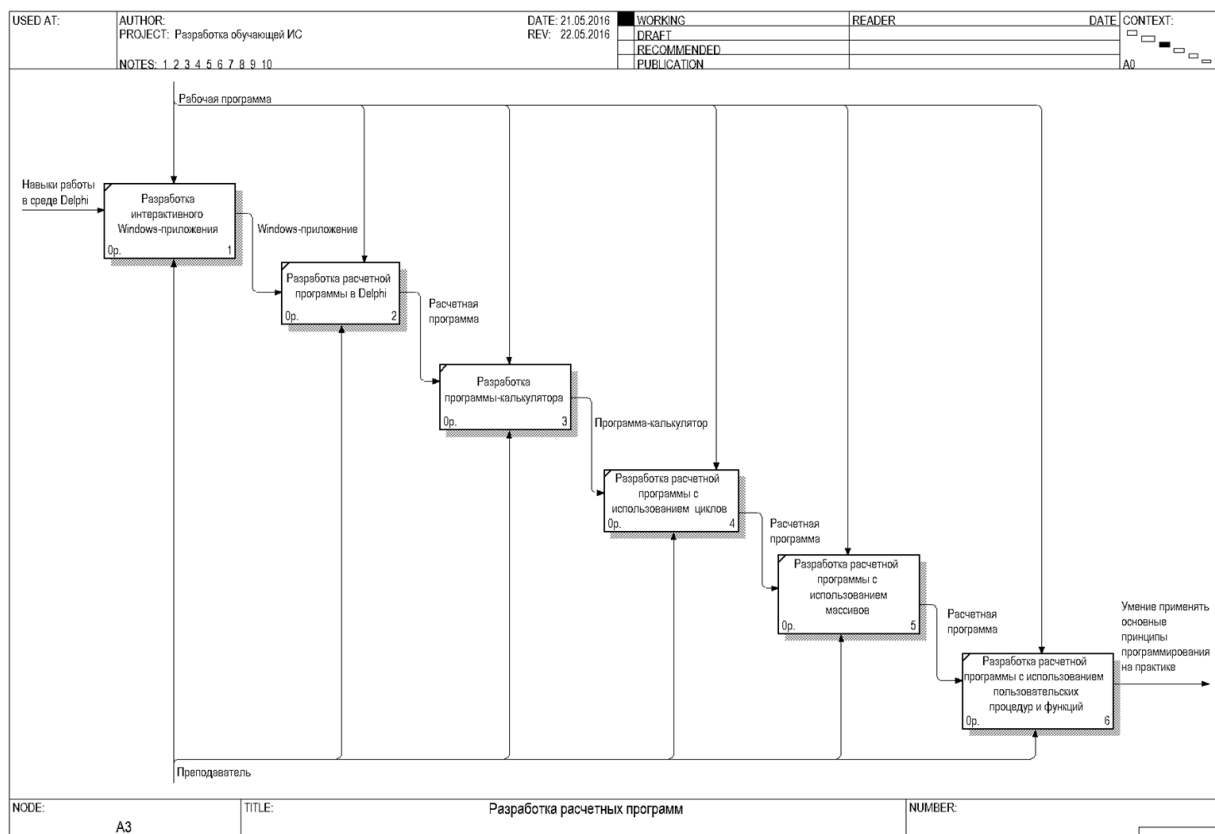 USED AT:
AUTHOR:
DATE: 21.05.2016
WORKING
READER
DATE
CONTEXT:
PROJECT: Разработка обучающей ИС
REV: 22.05.2016
DRAFT
RECOMMENDED
NOTES: 1 2 3 4 5 6 7 8 9 10
PUBLICATION
A0
Рабочая программа
Навыки работы
в среде Delphi
Разработка
интерактивного
Windows-приложения
0р. 1
Windows-приложение
Разработка расчетной
программы в Delphi
0р. 2
Расчетная
программа
Разработка
программы-калькулятора
0р. 3
Программа-калькулятор
Разработка расчетной
программы с
использованием циклов
0р. 4
Расчетная
программа
Разработка расчетной
программы с
использованием
массивов
0р. 5
Расчетная
программа
Разработка расчетной
программы с использованием
пользовательских
процедур и функций
0р. 6
Умение применять
основные
принципы
программирования
на практике
Преподаватель
NODE:
A3
TITLE:
Разработка расчетных программ
NUMBER: